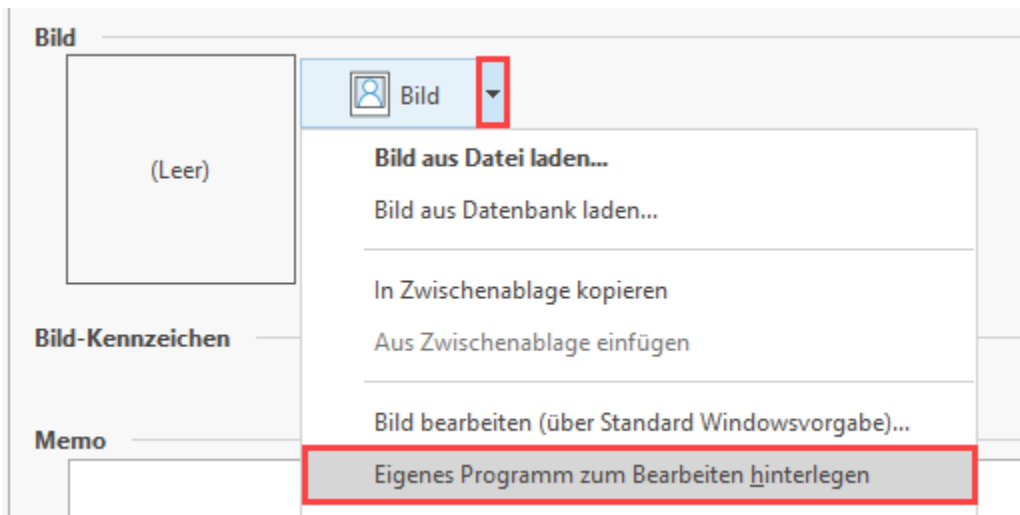 Bild
Bild
(Leer)
Bild aus Datei laden...
Bild aus Datenbank laden...
In Zwischenablage kopieren
Bild-Kennzeichen
Aus Zwischenablage einfügen
Bild bearbeiten (über Standard Windowsvorgabe)...
Memo
Eigenes Programm zum Bearbeiten hinterlegen